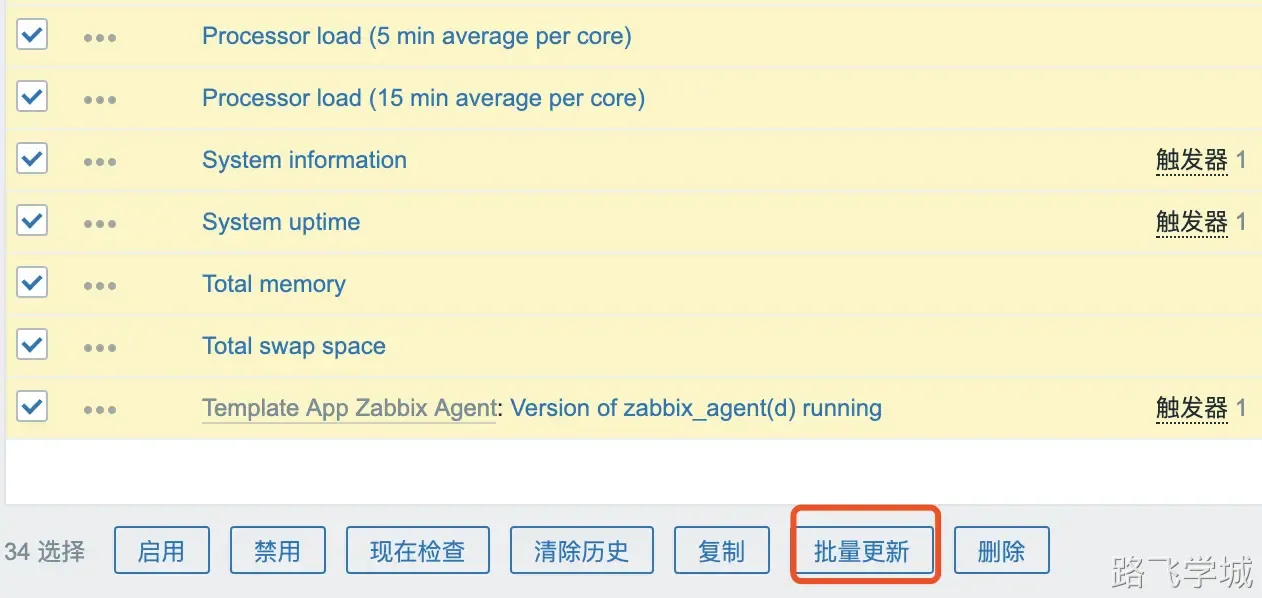 Processor load (5 min average per core)
Processor load (15 min average per core)
System information 触发器 1
System uptime 触发器 1
Total memory
Total swap space
Template App Zabbix Agent: Version of zabbix_agent(d) running 触发器 1
34 选择 启用 禁用 现在检查 清除历史 复制 批量更新 删除
路飞学城